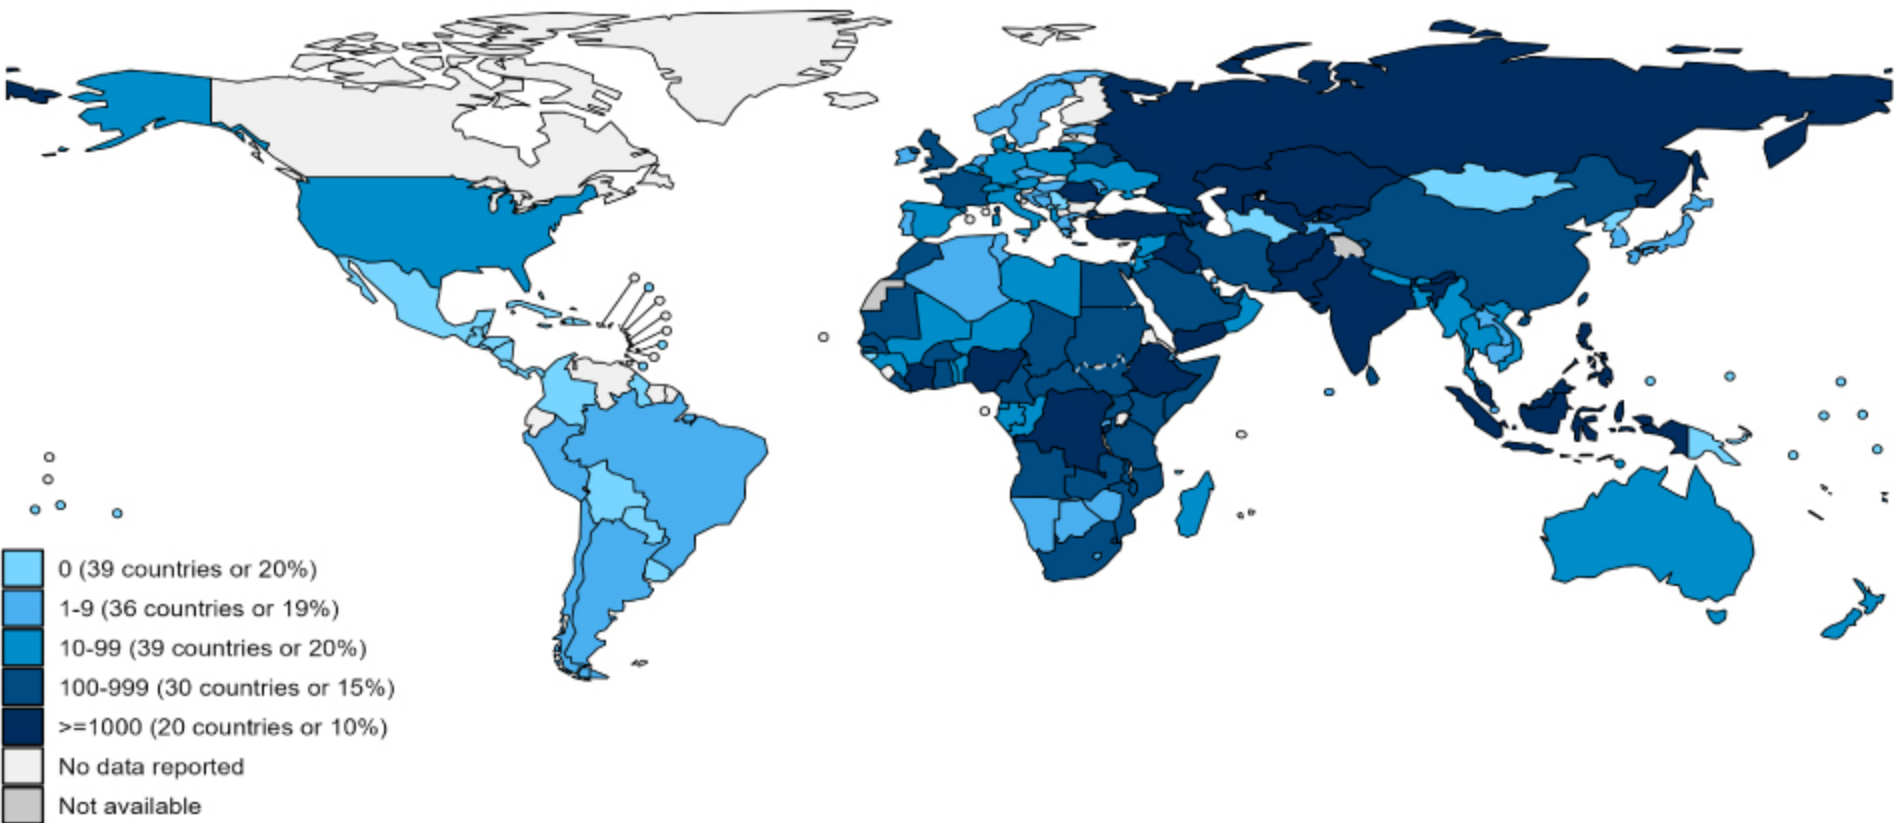 0 (39 countries or 20%)
1-9 (36 countries or 19%)
10-99 (39 countries or 20%)
100-999 (30 countries or 15%)
>=1000 (20 countries or 10%)
No data reported
Not available